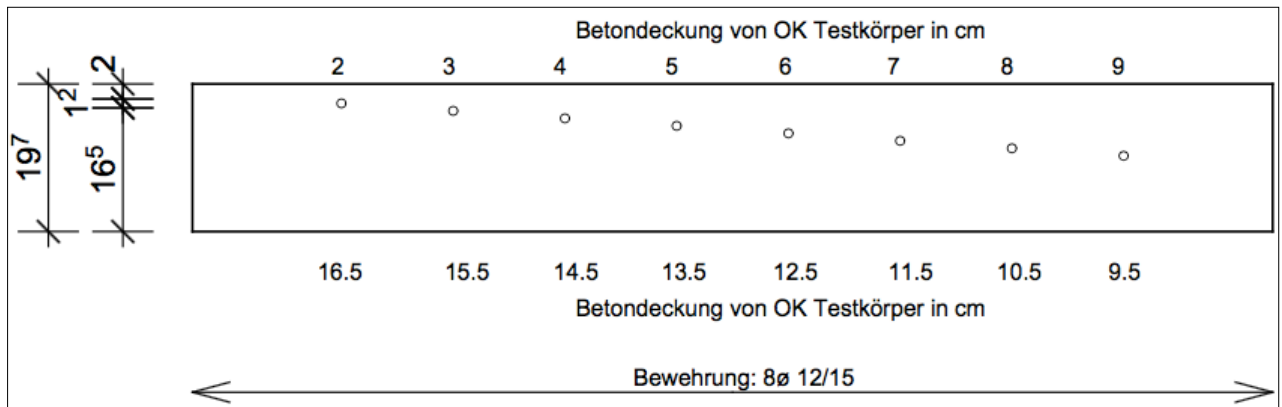 Betondeckung von OK Testkörper in cm
2 3 4 5 6 7 8 9
2
1²
19⁷
16⁵
16.5 15.5 14.5 13.5 12.5 11.5 10.5 9.5
Betondeckung von OK Testkörper in cm
Bewehrung: 8ø 12/15